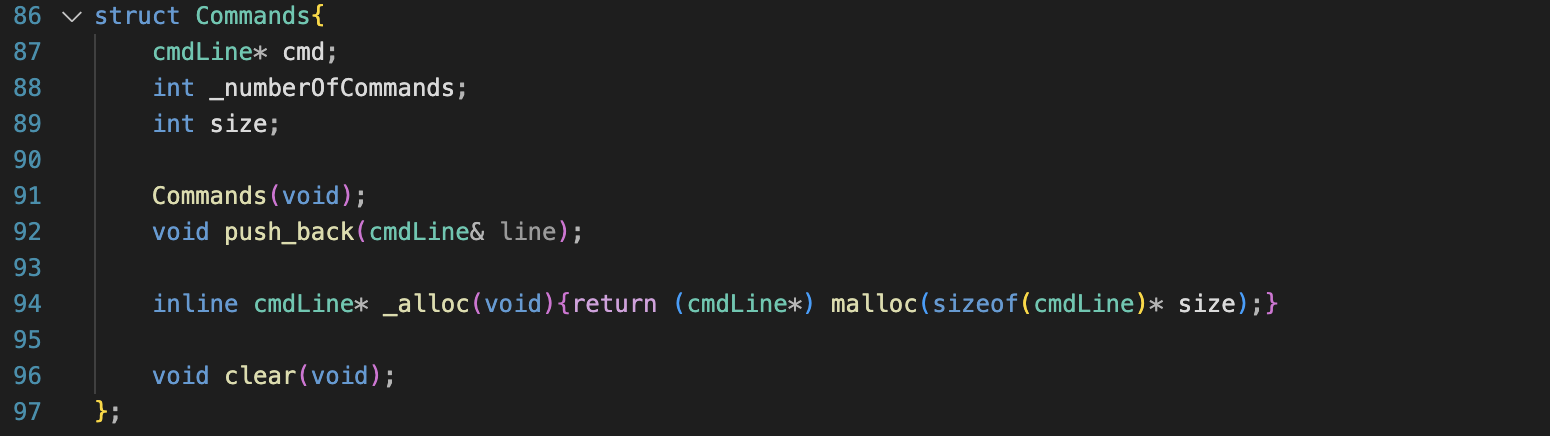 86 struct Commands{
87     cmdLine* cmd;
88     int _numberOfCommands;
89     int size;
90
91     Commands(void);
92     void push_back(cmdLine& line);
93
94     inline cmdLine* _alloc(void){return (cmdLine*) malloc(sizeof(cmdLine)* size);}
95
96     void clear(void);
97 };